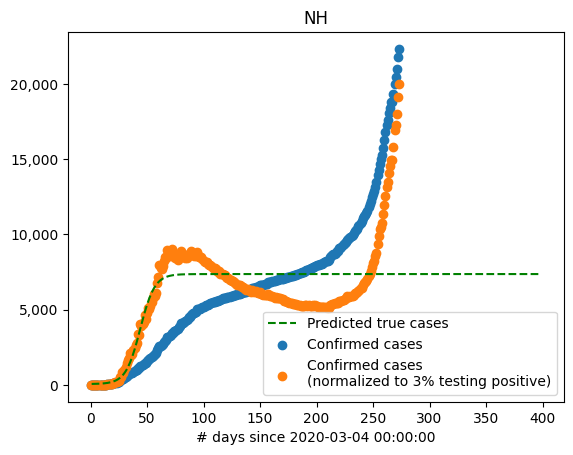 NH
20,000
15,000
10,000
5,000
0
Predicted true cases
Confirmed cases
Confirmed cases
(normalized to 3% testing positive)
0 50 100 150 200 250 300 350 400
# days since 2020-03-04 00:00:00